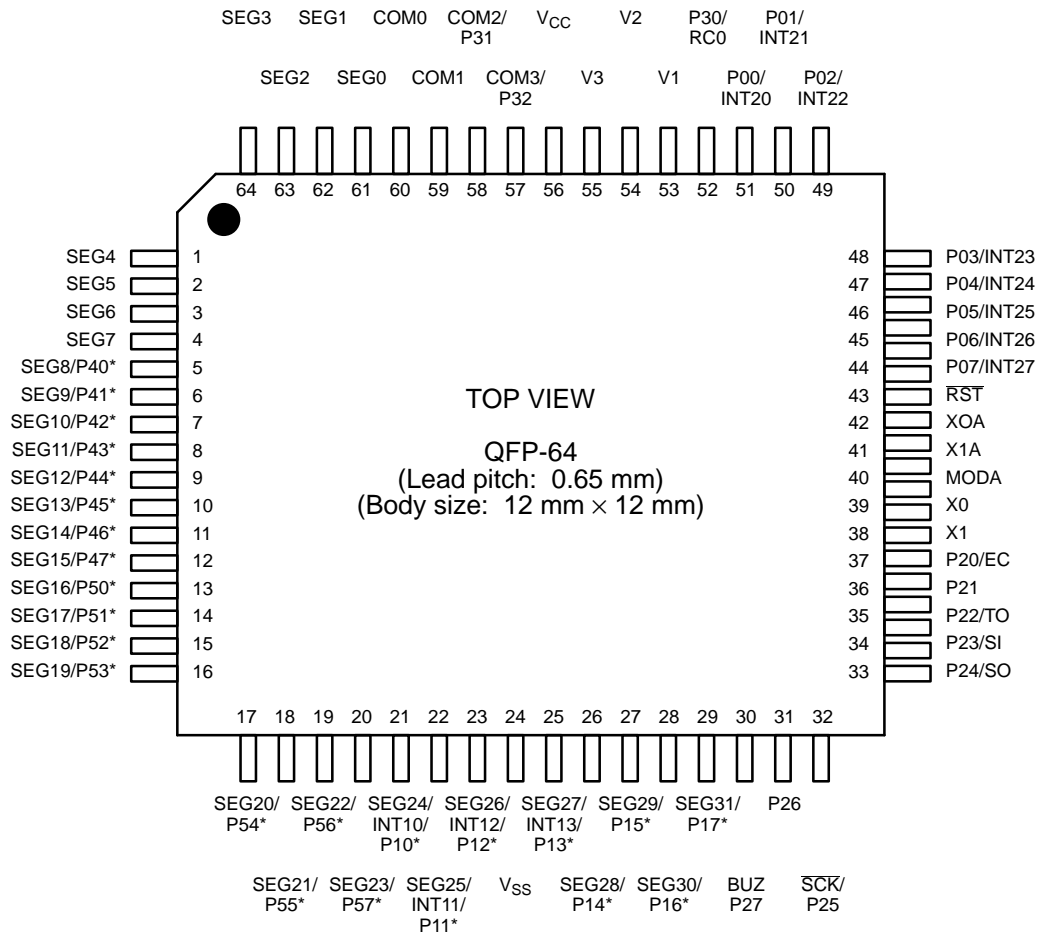 SEG3 SEG1 COM0 COM2/ VCC V2 P30/ P01/
P31 RC0 INT21
SEG2 SEG0 COM1 COM3/ V3 V1 P00/ P02/
P32 INT20 INT22
64 63 62 61 60 59 58 57 56 55 54 53 52 51 50 49
SEG4 1 48 P03/INT23
SEG5 2 47 P04/INT24
SEG6 3 46 P05/INT25
SEG7 4 45 P06/INT26
SEG8/P40* 5 44 P07/INT27
SEG9/P41* 6 43 RST
TOP VIEW
SEG10/P42* 7 42 XOA
SEG11/P43* 8 41 X1A
QFP-64
SEG12/P44* 9 40 MODA
(Lead pitch: 0.65 mm)
SEG13/P45* 10 39 X0
(Body size: 12 mm × 12 mm)
SEG14/P46* 11 38 X1
SEG15/P47* 12 37 P20/EC
SEG16/P50* 13 36 P21
SEG17/P51* 14 35 P22/TO
SEG18/P52* 15 34 P23/SI
SEG19/P53* 16 33 P24/SO
17 18 19 20 21 22 23 24 25 26 27 28 29 30 31 32
SEG20/ SEG22/ SEG24/ SEG26/ SEG27/ SEG29/ SEG31/ P26
P54* P56* INT10/ INT12/ INT13/ P15* P17*
P10* P12* P13*
SEG21/ SEG23/ SEG25/ VSS SEG28/ SEG30/ BUZ SCK/
P55* P57* INT11/ P14* P16* P27 P25
P11*